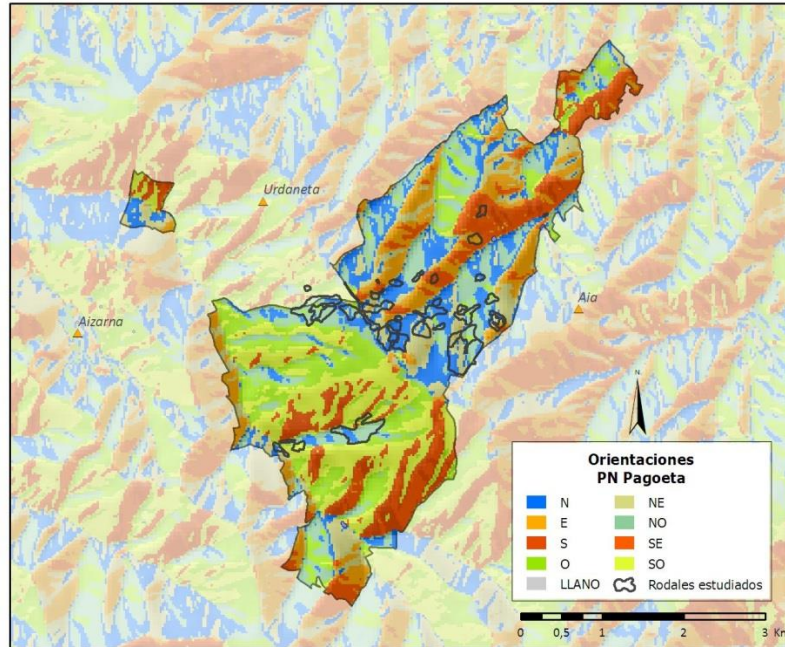 Urdaneta
Aizarna
Aia
N
Orientaciones
PN Pagoeta
N NE
E NO
S SE
O SO
LLANO Rodales estudiados
0 0,5 1 2 3 Km